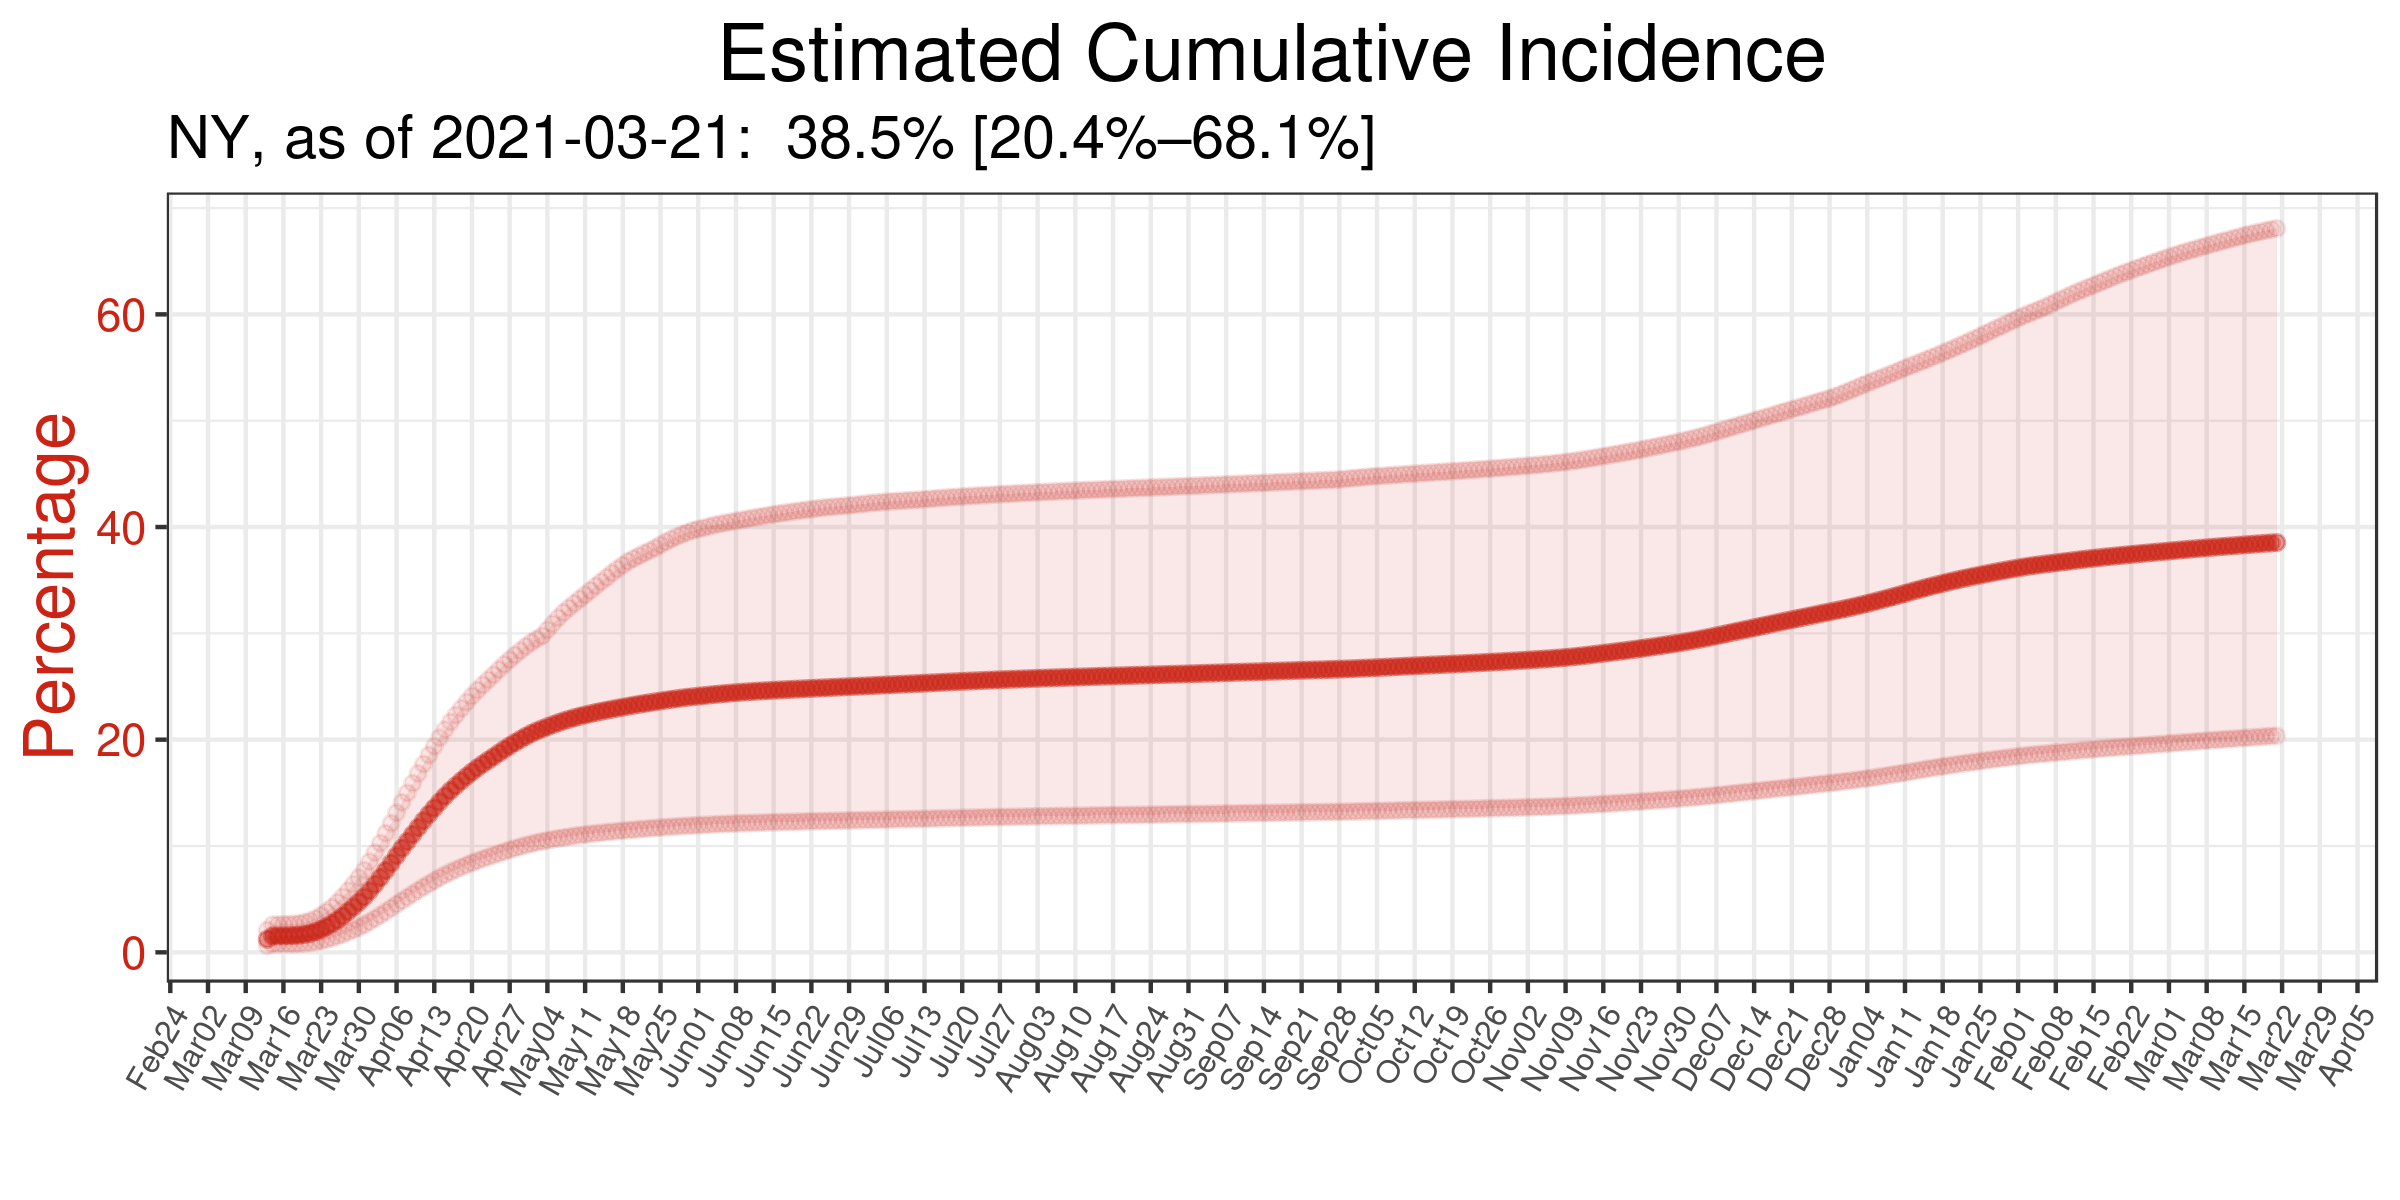 Estimated Cumulative Incidence
NY, as of 2021-03-21:  38.5% [20.4%–68.1%]
Percentage
60
40
20
0
Feb24
Mar02
Mar09
Mar16
Mar23
Mar30
Apr06
Apr13
Apr20
Apr27
May04
May11
May18
May25
Jun01
Jun08
Jun15
Jun22
Jun29
Jul06
Jul13
Jul20
Jul27
Aug03
Aug10
Aug17
Aug24
Aug31
Sep07
Sep14
Sep21
Sep28
Oct05
Oct12
Oct19
Oct26
Nov02
Nov09
Nov16
Nov23
Nov30
Dec07
Dec14
Dec21
Dec28
Jan04
Jan11
Jan18
Jan25
Feb01
Feb08
Feb15
Feb22
Mar01
Mar08
Mar15
Mar22
Mar29
Apr05